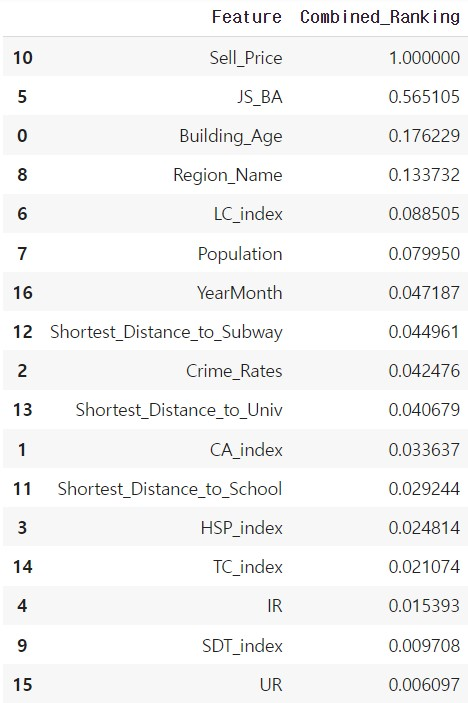 Feature Combined_Ranking
10 Sell_Price 1.000000
5 JS_BA 0.565105
0 Building_Age 0.176229
8 Region_Name 0.133732
6 LC_index 0.088505
7 Population 0.079950
16 YearMonth 0.047187
12 Shortest_Distance_to_Subway 0.044961
2 Crime_Rates 0.042476
13 Shortest_Distance_to_Univ 0.040679
1 CA_index 0.033637
11 Shortest_Distance_to_School 0.029244
3 HSP_index 0.024814
14 TC_index 0.021074
4 IR 0.015393
9 SDT_index 0.009708
15 UR 0.006097